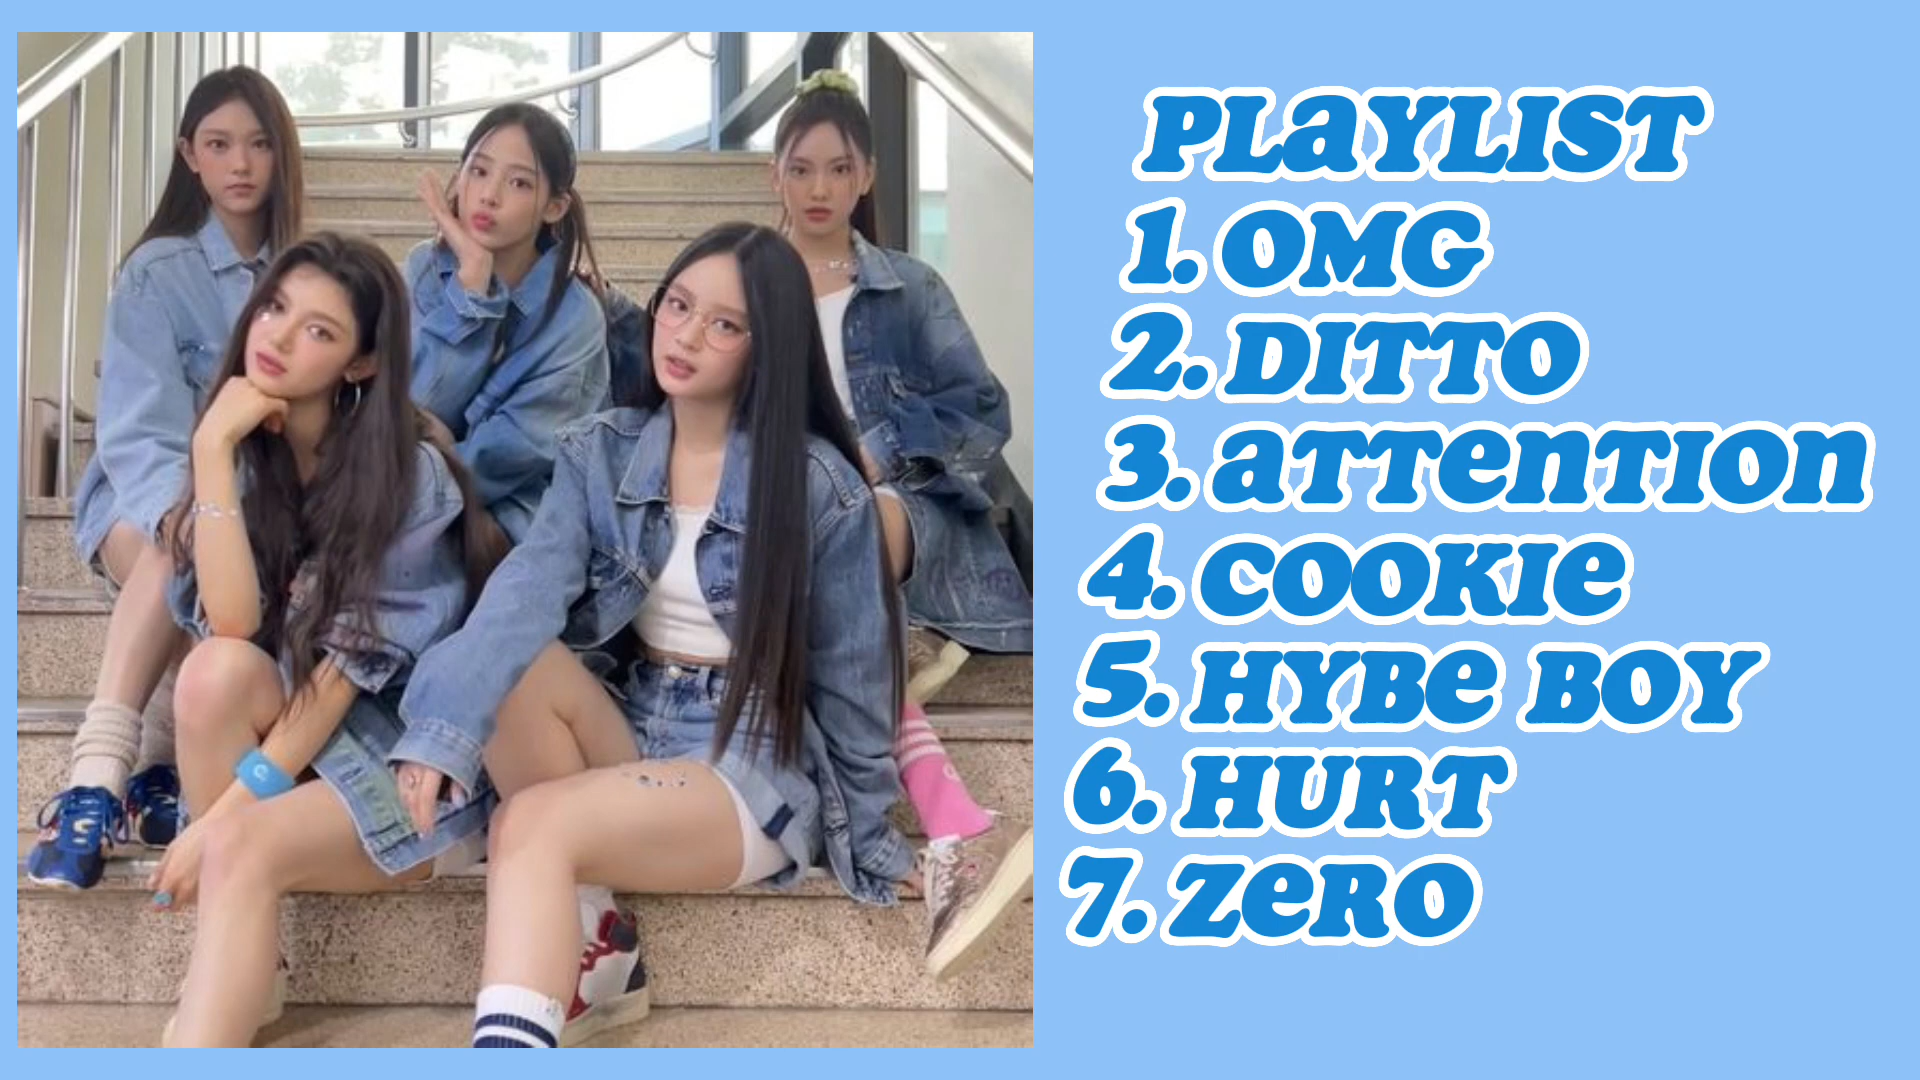 PLaYLIST
1. OMG
2. DITTO
3. aTTenTION
4. COOKIe
5. HYBe BOY
6. HURT
7. ZeRO